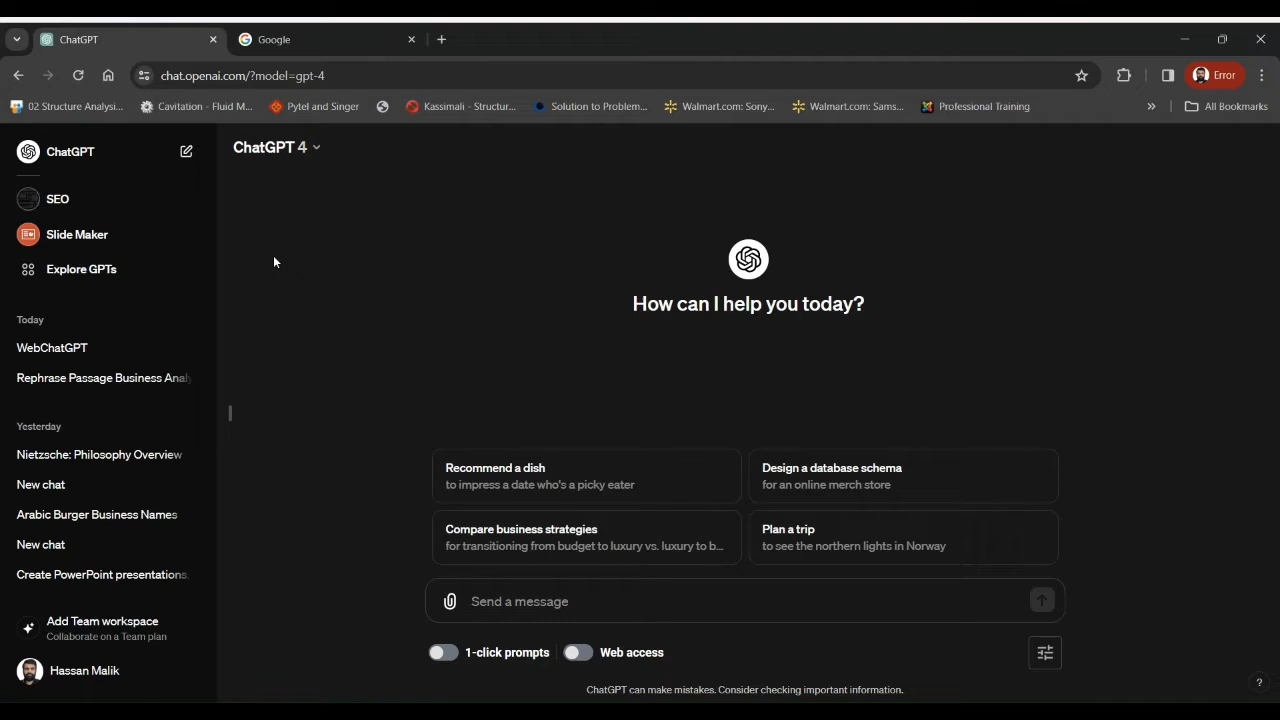 ChatGPT
Google
chat.openai.com/?model=gpt-4
Error
02 Structure Analysi...
Cavitation - Fluid M...
Pytel and Singer
Kassimali - Structur...
Solution to Problem...
Walmart.com: Sony...
Walmart.com: Sams...
Professional Training
All Bookmarks
ChatGPT
SEO
Slide Maker
Explore GPTs
Today
WebChatGPT
Rephrase Passage Business Analy
Yesterday
Nietzsche: Philosophy Overview
New chat
Arabic Burger Business Names
New chat
Create PowerPoint presentations.
Add Team workspace
Collaborate on a Team plan
Hassan Malik
ChatGPT 4
How can I help you today?
Recommend a dish
to impress a date who's a picky eater
Design a database schema
for an online merch store
Compare business strategies
for transitioning from budget to luxury vs. luxury to b...
Plan a trip
to see the northern lights in Norway
Send a message
1-click prompts
Web access
ChatGPT can make mistakes. Consider checking important information.
?